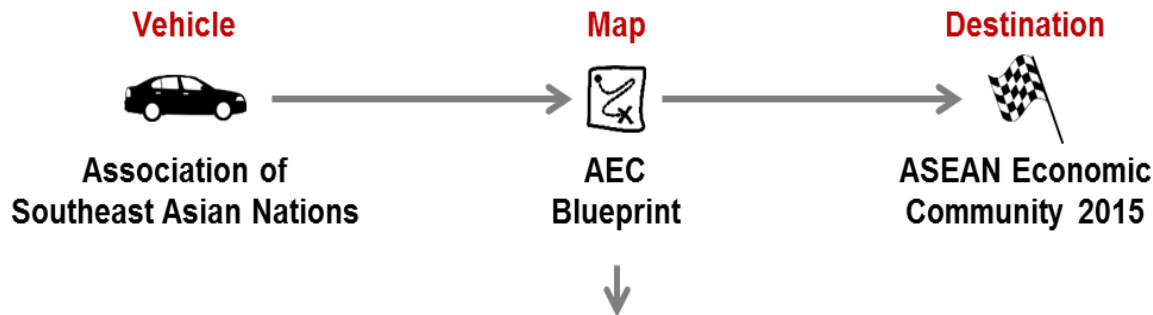 Vehicle
Map
Destination
Association of
Southeast Asian Nations
AEC
Blueprint
ASEAN Economic
Community 2015